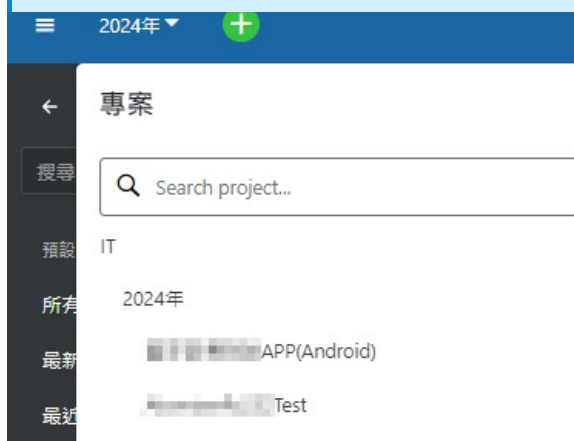 2024年
專案
搜尋
Search project...
預設
IT
所有
2024年
最新
APP(Android)
最近
Test